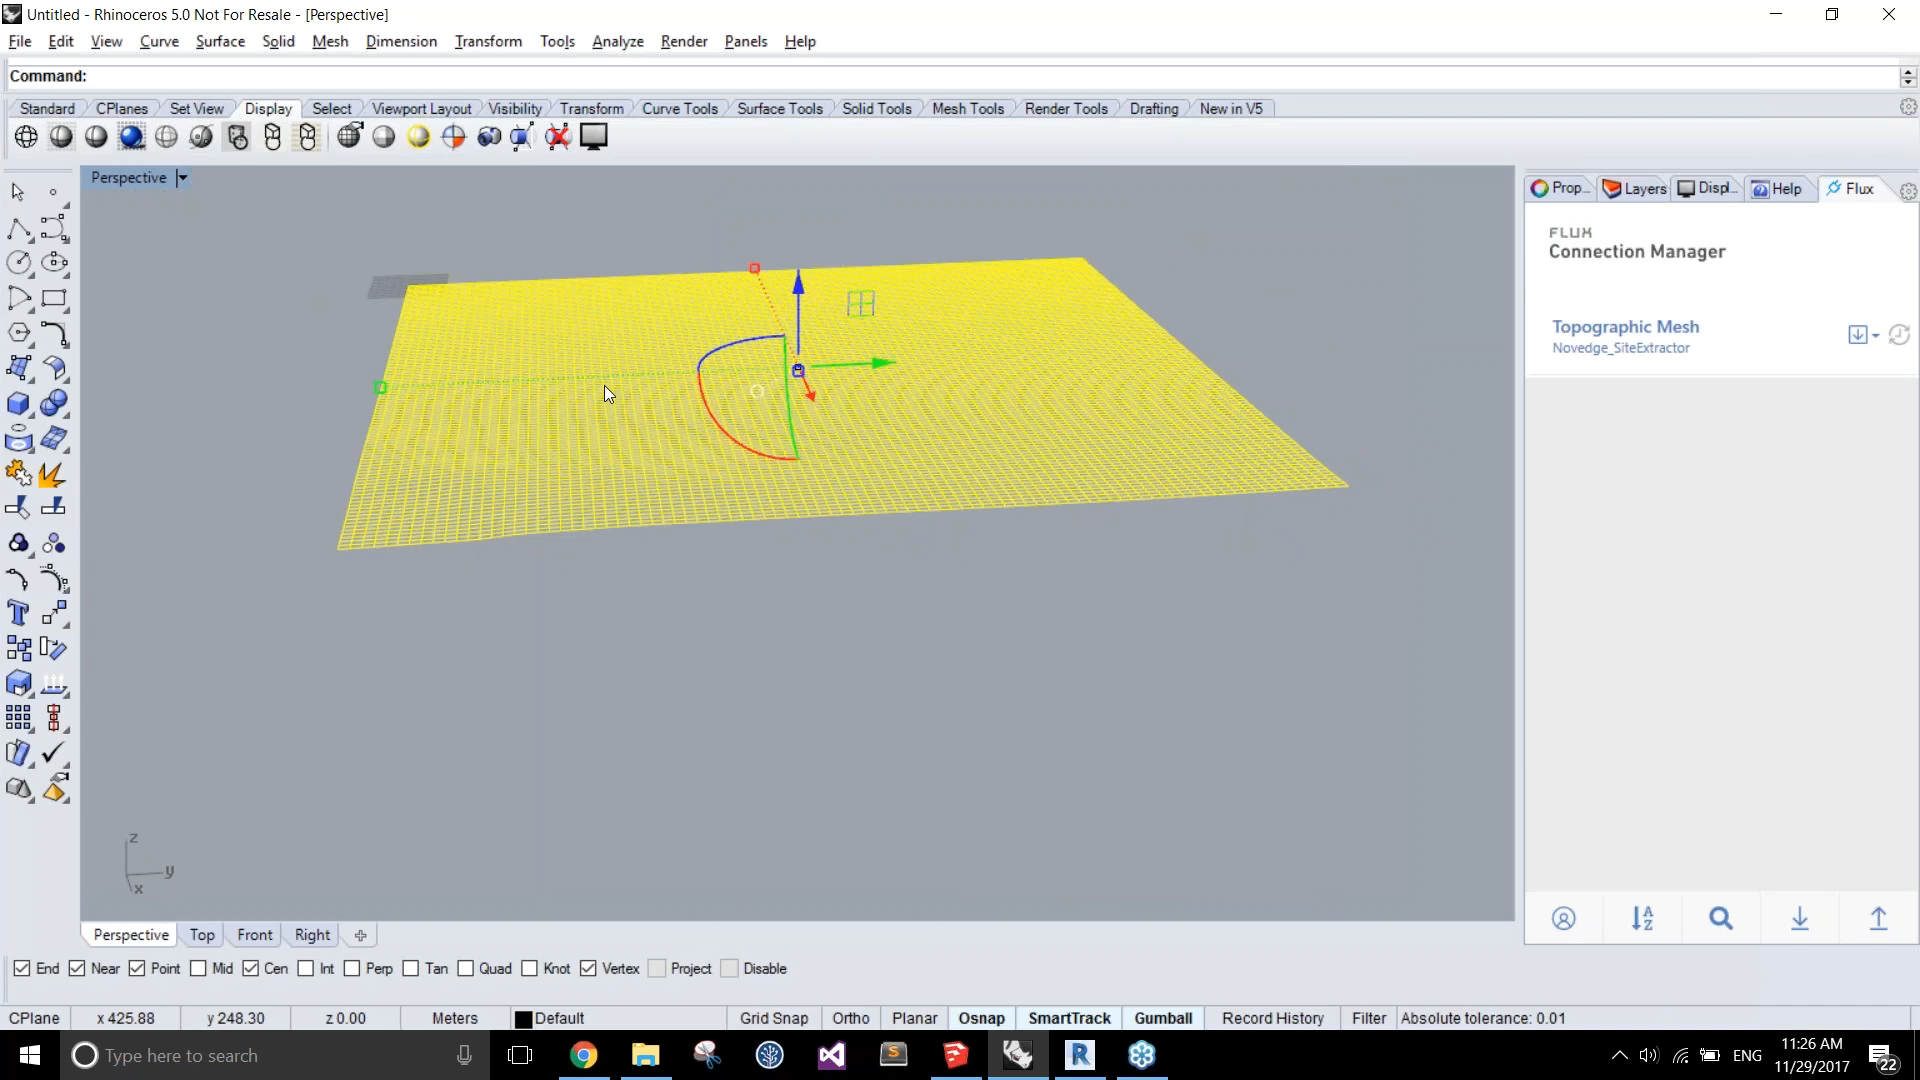 Untitled - Rhinoceros 5.0 Not For Resale - [Perspective]
File Edit View Curve Surface Solid Mesh Dimension Transform Tools Analyze Render Panels Help
Command:
Standard CPlanes Set View Display Select Viewport Layout Visibility Transform Curve Tools Surface Tools Solid Tools Mesh Tools Render Tools Drafting New in V5
Perspective
Prop... Layers Displ... Help Flux
FLUX
Connection Manager
Topographic Mesh
Novedge_SiteExtractor
z
y
x
A
Z
Perspective Top Front Right
End Near Point Mid Cen Int Perp Tan Quad Knot Vertex Project Disable
CPlane x 425.88 y 248.30 z 0.00 Meters Default Grid Snap Ortho Planar Osnap SmartTrack Gumball Record History Filter Absolute tolerance: 0.01
Type here to search
ENG
11:26 AM
11/29/2017
22